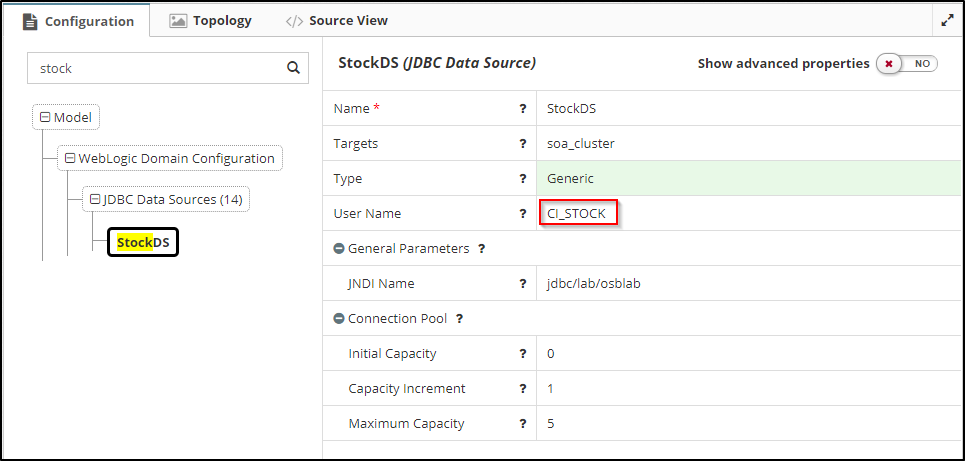 Configuration
Topology
</> Source View
stock
Model
WebLogic Domain Configuration
JDBC Data Sources (14)
StockDS
StockDS (JDBC Data Source)
Show advanced properties NO
Name * ? StockDS
Targets ? soa_cluster
Type ? Generic
User Name ? CI_STOCK
General Parameters ?
JNDI Name ? jdbc/lab/osblab
Connection Pool ?
Initial Capacity ? 0
Capacity Increment ? 1
Maximum Capacity ? 5